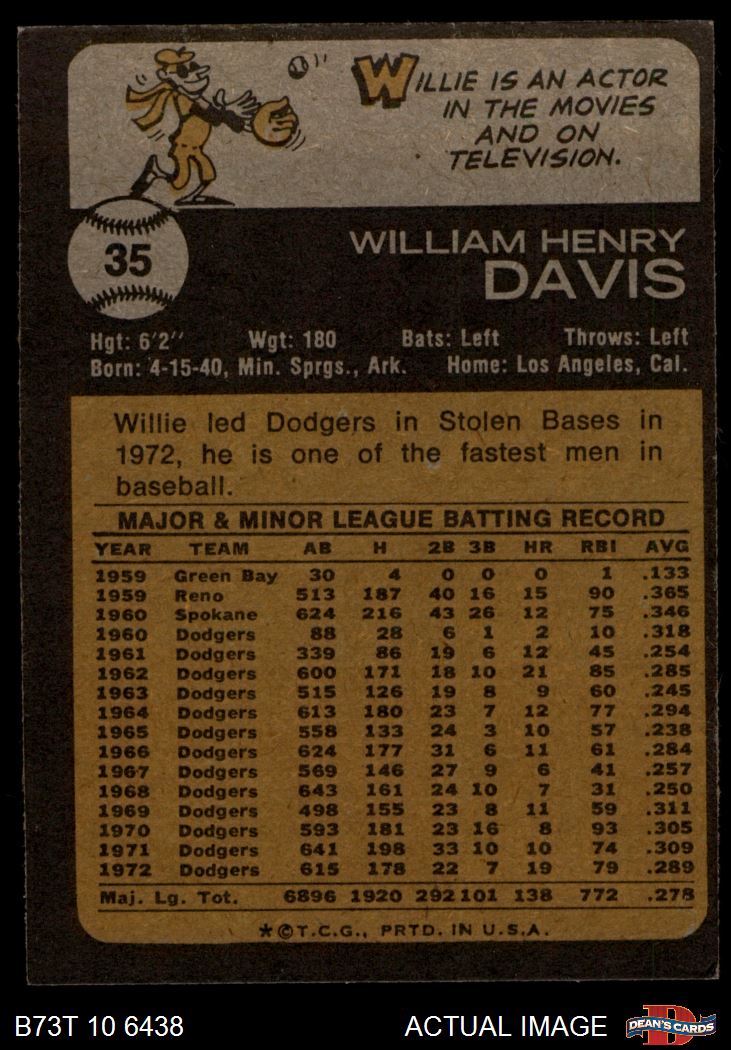 WILLIE IS AN ACTOR
IN THE MOVIES
AND ON
TELEVISION.
35
WILLIAM HENRY
DAVIS
Hgt: 6'2" Wgt: 180 Bats: Left Throws: Left
Born: 4-15-40, Min. Sprgs., Ark. Home: Los Angeles, Cal.
Willie led Dodgers in Stolen Bases in
1972, he is one of the fastest men in
baseball.
MAJOR & MINOR LEAGUE BATTING RECORD
YEAR TEAM AB H 2B 3B HR RBI AVG
1959 Green Bay 30 4 0 0 0 1 .133
1959 Reno 513 187 40 16 15 90 .365
1960 Spokane 624 216 43 26 12 75 .346
1960 Dodgers 88 28 6 1 2 10 .318
1961 Dodgers 339 86 19 6 12 45 .254
1962 Dodgers 600 171 18 10 21 85 .285
1963 Dodgers 515 126 19 8 9 60 .245
1964 Dodgers 613 180 23 7 12 77 .294
1965 Dodgers 558 133 24 3 10 57 .238
1966 Dodgers 624 177 31 6 11 61 .284
1967 Dodgers 569 146 27 9 6 41 .257
1968 Dodgers 643 161 24 10 7 31 .250
1969 Dodgers 498 155 23 8 11 59 .311
1970 Dodgers 593 181 23 16 8 93 .305
1971 Dodgers 641 198 33 10 10 74 .309
1972 Dodgers 615 178 22 7 19 79 .289
Maj. Lg. Tot. 6896 1920 292 101 138 772 .278
*©T.C.G., PRTD. IN U.S.A.
B73T 10 6438 ACTUAL IMAGE DEAN'S CARDS